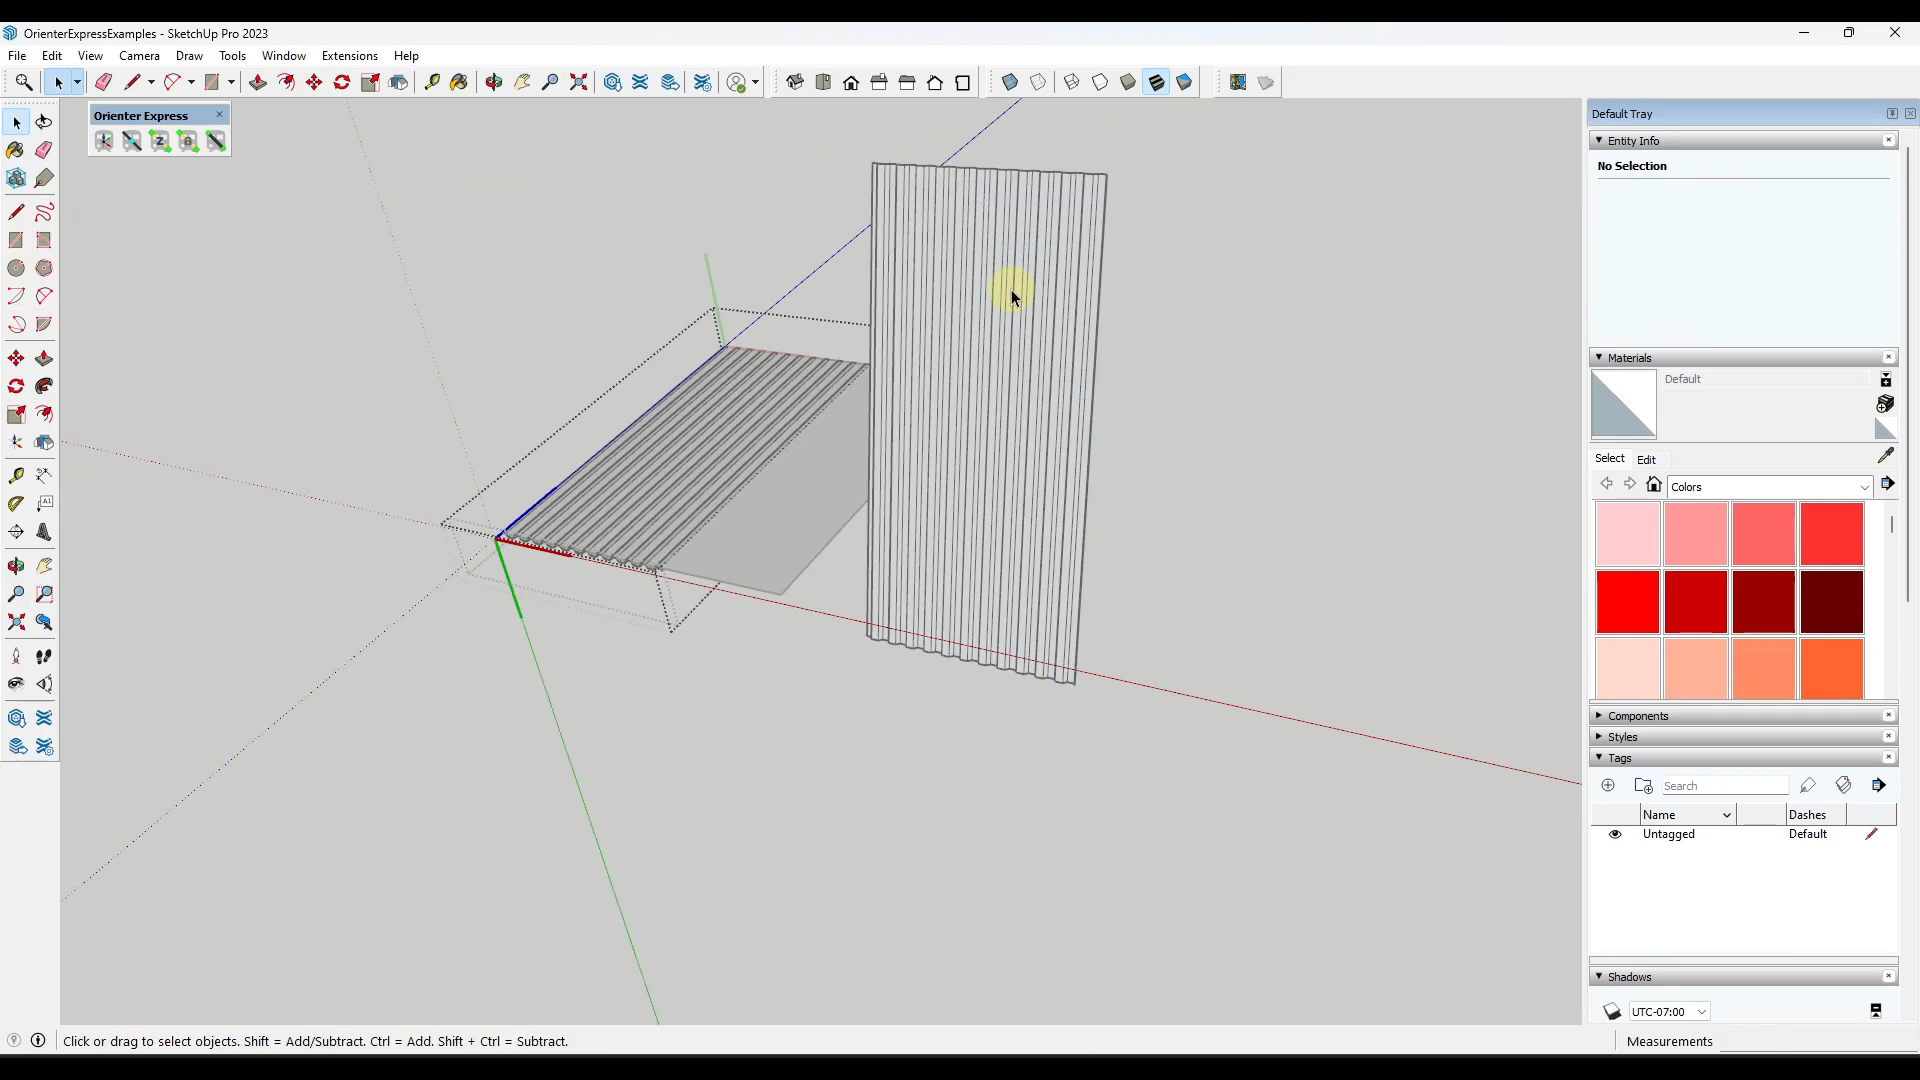 OrienterExpressExamples - SketchUp Pro 2023
File Edit View Camera Draw Tools Window Extensions Help
Orienter Express
Default Tray
Entity Info
No Selection
Materials
Default
Select Edit
Colors
Components
Styles
Tags
Search
Name Dashes
Untagged Default
Shadows
UTC-07:00
Click or drag to select objects. Shift = Add/Subtract. Ctrl = Add. Shift + Ctrl = Subtract.
Measurements